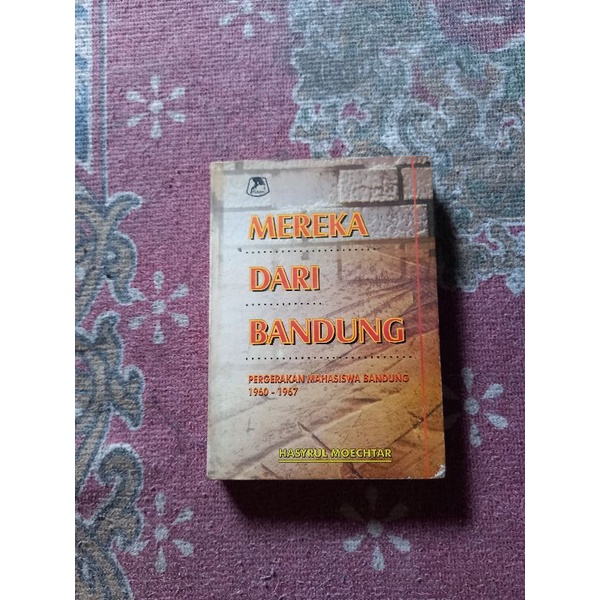 MEREKA
DARI
BANDUNG
PERGERAKAN MAHASISWA BANDUNG
1960 - 1967
HASYRUL MOECHTAR